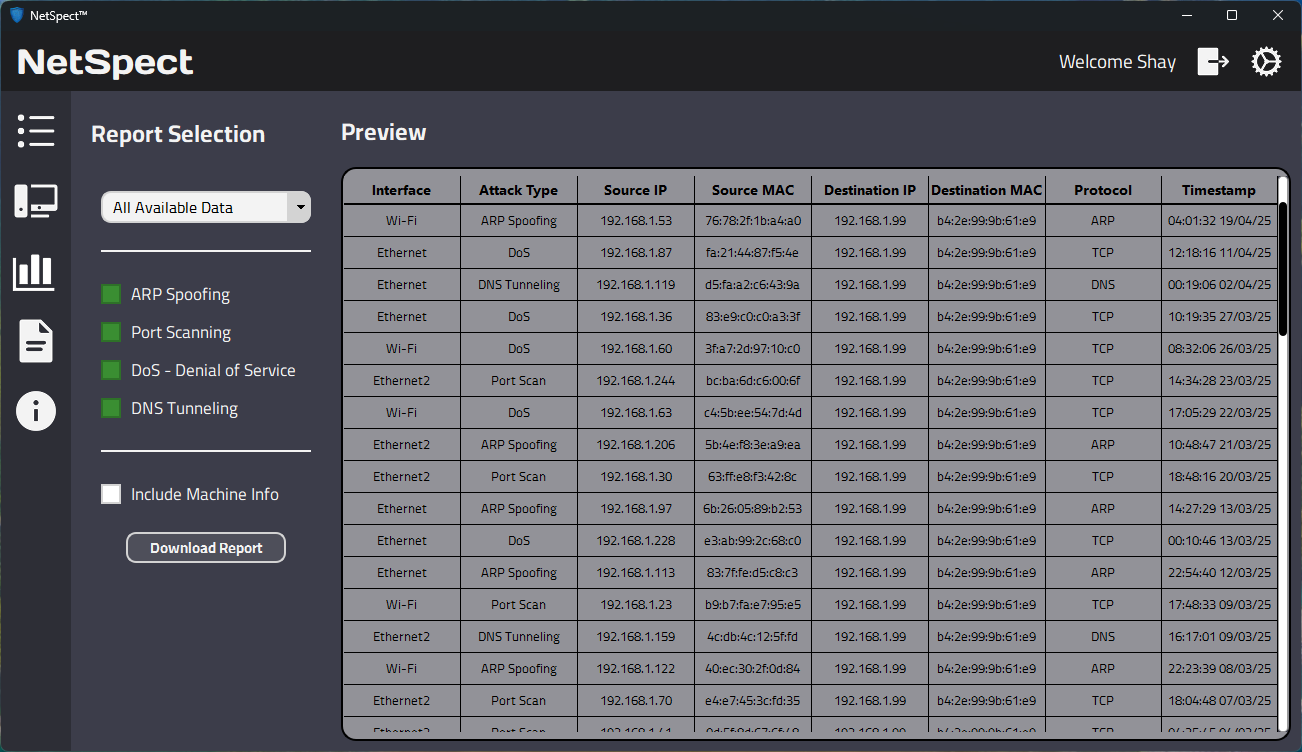 NetSpect™
NetSpect
Welcome Shay
Report Selection
All Available Data
ARP Spoofing
Port Scanning
DoS - Denial of Service
DNS Tunneling
Include Machine Info
Download Report
Preview
Interface Attack Type Source IP Source MAC Destination IP Destination MAC Protocol Timestamp
Wi-Fi ARP Spoofing 192.168.1.53 76:78:2f:1b:a4:a0 192.168.1.99 b4:2e:99:9b:61:e9 ARP 04:01:32 19/04/25
Ethernet DoS 192.168.1.87 fa:21:44:87:f5:4e 192.168.1.99 b4:2e:99:9b:61:e9 TCP 12:18:16 11/04/25
Ethernet DNS Tunneling 192.168.1.119 d5:fa:a2:c6:43:9a 192.168.1.99 b4:2e:99:9b:61:e9 DNS 00:19:06 02/04/25
Ethernet DoS 192.168.1.36 83:e9:c0:c0:a3:3f 192.168.1.99 b4:2e:99:9b:61:e9 TCP 10:19:35 27/03/25
Wi-Fi DoS 192.168.1.60 3f:a7:2d:97:10:c0 192.168.1.99 b4:2e:99:9b:61:e9 TCP 08:32:06 26/03/25
Ethernet2 Port Scan 192.168.1.244 bc:ba:6d:c6:00:6f 192.168.1.99 b4:2e:99:9b:61:e9 TCP 14:34:28 23/03/25
Wi-Fi DoS 192.168.1.63 c4:5b:ee:54:7d:4d 192.168.1.99 b4:2e:99:9b:61:e9 TCP 17:05:29 22/03/25
Ethernet2 ARP Spoofing 192.168.1.206 5b:4e:f8:3e:a9:ea 192.168.1.99 b4:2e:99:9b:61:e9 ARP 10:48:47 21/03/25
Ethernet2 Port Scan 192.168.1.30 63:ff:e8:f3:42:8c 192.168.1.99 b4:2e:99:9b:61:e9 TCP 18:48:16 20/03/25
Ethernet ARP Spoofing 192.168.1.97 6b:26:05:89:b2:53 192.168.1.99 b4:2e:99:9b:61:e9 ARP 14:27:29 13/03/25
Ethernet DoS 192.168.1.228 e3:ab:99:2c:68:c0 192.168.1.99 b4:2e:99:9b:61:e9 TCP 00:10:46 13/03/25
Ethernet ARP Spoofing 192.168.1.113 83:7f:fe:d5:c8:c3 192.168.1.99 b4:2e:99:9b:61:e9 ARP 22:54:40 12/03/25
Wi-Fi Port Scan 192.168.1.23 b9:b7:fa:e7:95:e5 192.168.1.99 b4:2e:99:9b:61:e9 TCP 17:48:33 09/03/25
Ethernet2 DNS Tunneling 192.168.1.159 4c:db:4c:12:5f:fd 192.168.1.99 b4:2e:99:9b:61:e9 DNS 16:17:01 09/03/25
Wi-Fi ARP Spoofing 192.168.1.122 40:ec:30:2f:0d:84 192.168.1.99 b4:2e:99:9b:61:e9 ARP 22:23:39 08/03/25
Ethernet2 Port Scan 192.168.1.70 e4:e7:45:3c:fd:35 192.168.1.99 b4:2e:99:9b:61:e9 TCP 18:04:48 07/03/25
Ethernet2 Port Scan 192.168.1.99 b4:2e:99:9b:61:e9 TCP